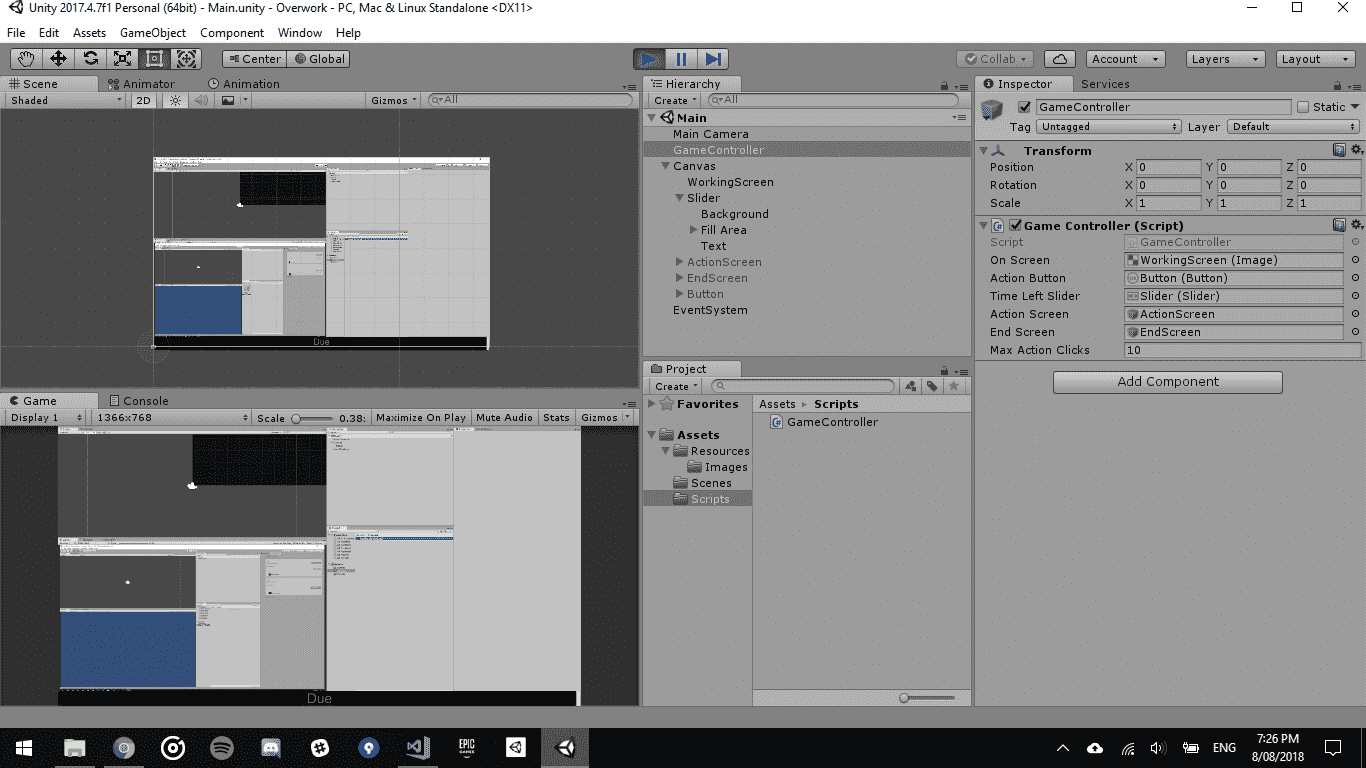 Unity 2017.4.7f1 Personal (64bit) - Main.unity - Overwork - PC, Mac & Linux Standalone <DX11>
File Edit Assets GameObject Component Window Help
Center Global Collab Account Layers Layout
Scene Animator Animation
Shaded 2D Gizmos All
Hierarchy
Create All
Main
Main Camera
GameController
Canvas
WorkingScreen
Slider
Background
Fill Area
Text
ActionScreen
EndScreen
Button
EventSystem
Inspector Services
GameController Static
Tag Untagged Layer Default
Transform
Position X 0 Y 0 Z 0
Rotation X 0 Y 0 Z 0
Scale X 1 Y 1 Z 1
Game Controller (Script)
Script GameController
On Screen WorkingScreen (Image)
Action Button Button (Button)
Time Left Slider Slider (Slider)
Action Screen ActionScreen
End Screen EndScreen
Max Action Clicks 10
Add Component
Due
Game Console
Display 1 1366x768 Scale 0.38: Maximize On Play Mute Audio Stats Gizmos
Due
Project
Create
Favorites
Assets
Resources
Images
Scenes
Scripts
Assets Scripts
GameController
EPIC GAMES
ENG
7:26 PM
8/08/2018